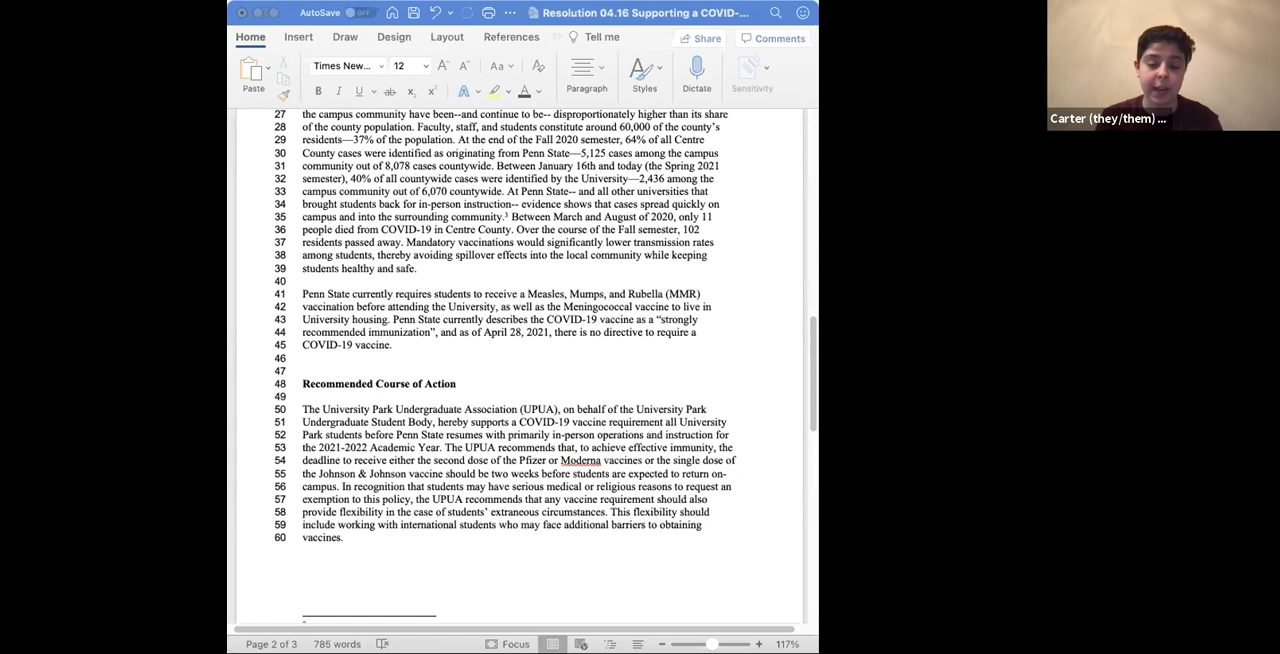 AutoSave OFF
Resolution 04.16 Supporting a COVID-...
Home Insert Draw Design Layout References Tell me Share Comments
Paste Times New... 12 Aa Paragraph Styles Dictate Sensitivity
B I U ab x₂ x² A A
27 the campus community have been--and continue to be-- disproportionately higher than its share
28 of the county population. Faculty, staff, and students constitute around 60,000 of the county's
29 residents—37% of the population. At the end of the Fall 2020 semester, 64% of all Centre
30 County cases were identified as originating from Penn State—5,125 cases among the campus
31 community out of 8,078 cases countywide. Between January 16th and today (the Spring 2021
32 semester), 40% of all countywide cases were identified by the University—2,436 among the
33 campus community out of 6,070 countywide. At Penn State-- and all other universities that
34 brought students back for in-person instruction-- evidence shows that cases spread quickly on
35 campus and into the surrounding community.³ Between March and August of 2020, only 11
36 people died from COVID-19 in Centre County. Over the course of the Fall semester, 102
37 residents passed away. Mandatory vaccinations would significantly lower transmission rates
38 among students, thereby avoiding spillover effects into the local community while keeping
39 students healthy and safe.
40
41 Penn State currently requires students to receive a Measles, Mumps, and Rubella (MMR)
42 vaccination before attending the University, as well as the Meningococcal vaccine to live in
43 University housing. Penn State currently describes the COVID-19 vaccine as a “strongly
44 recommended immunization”, and as of April 28, 2021, there is no directive to require a
45 COVID-19 vaccine.
46
47
48 Recommended Course of Action
49
50 The University Park Undergraduate Association (UPUA), on behalf of the University Park
51 Undergraduate Student Body, hereby supports a COVID-19 vaccine requirement all University
52 Park students before Penn State resumes with primarily in-person operations and instruction for
53 the 2021-2022 Academic Year. The UPUA recommends that, to achieve effective immunity, the
54 deadline to receive either the second dose of the Pfizer or Moderna vaccines or the single dose of
55 the Johnson & Johnson vaccine should be two weeks before students are expected to return on-
56 campus. In recognition that students may have serious medical or religious reasons to request an
57 exemption to this policy, the UPUA recommends that any vaccine requirement should also
58 provide flexibility in the case of students' extraneous circumstances. This flexibility should
59 include working with international students who may face additional barriers to obtaining
60 vaccines.
Page 2 of 3 785 words Focus 117%
Carter (they/them) ...